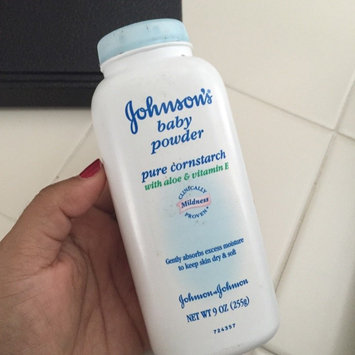 Johnson's
baby
powder
pure cornstarch
with aloe & vitamin E
CLINICALLY
Mildness
PROVEN
Gently absorbs excess moisture
to keep skin dry & soft
Johnson & Johnson
NET WT 9 OZ (255g)
724357